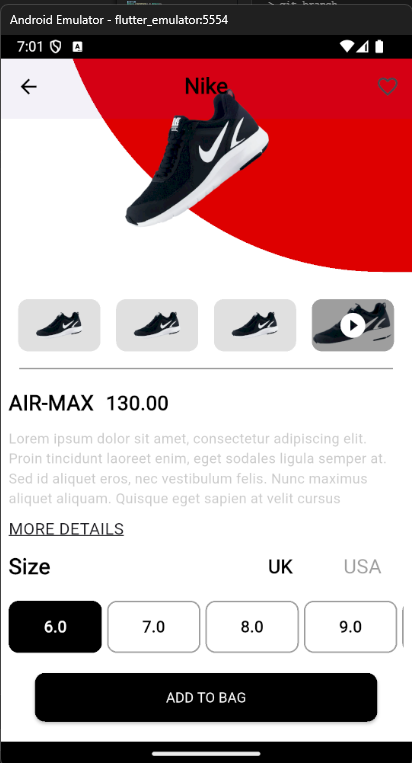 > git branch
Android Emulator - flutter_emulator:5554
7:01 A
Nike
AIR-MAX 130.00
Lorem ipsum dolor sit amet, consectetur adipiscing elit.
Proin tincidunt laoreet enim, eget sodales ligula semper at.
Sed id aliquet eros, nec vestibulum felis. Nunc maximus
aliquet aliquam. Quisque eget sapien at velit cursus
MORE DETAILS
Size UK USA
6.0 7.0 8.0 9.0
ADD TO BAG